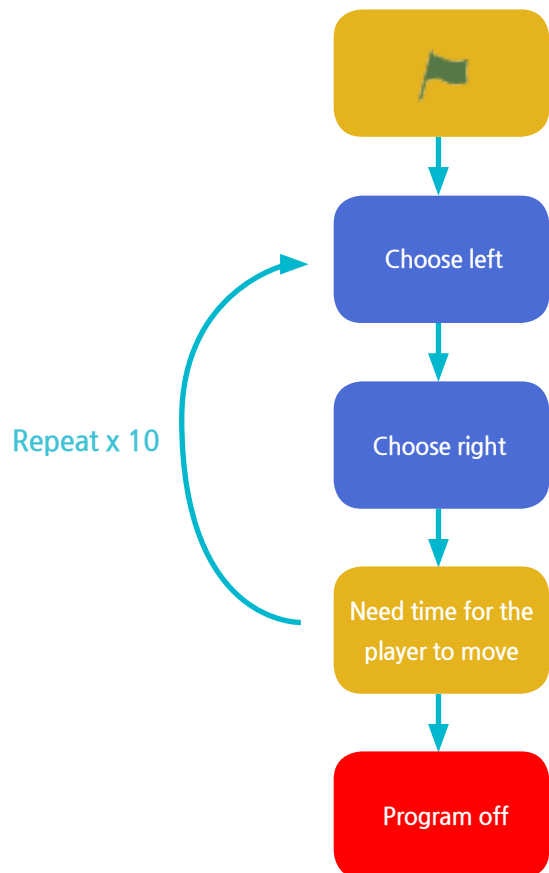 Choose left
Repeat x 10
Choose right
Need time for the
player to move
Program off